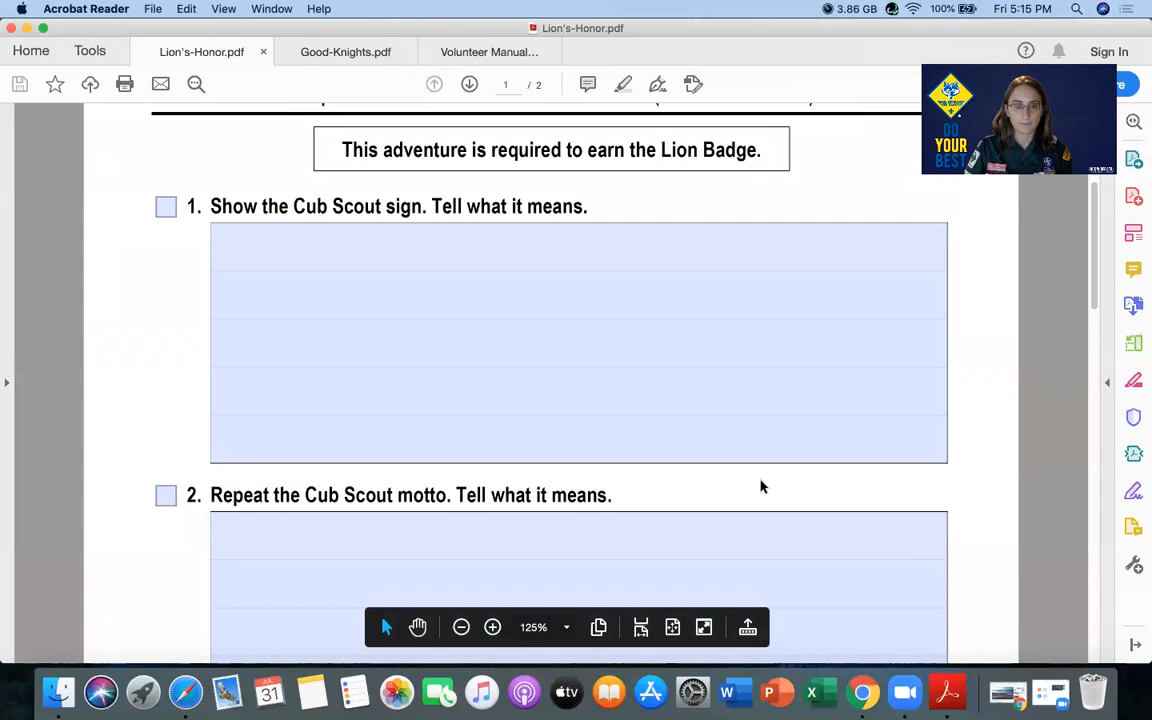 Acrobat Reader File Edit View Window Help 3.86 GB 100% Fri 5:15 PM
Lion's-Honor.pdf
Home Tools Lion's-Honor.pdf × Good-Knights.pdf Volunteer Manual... Sign In
1 / 2
DO
YOUR
BEST
This adventure is required to earn the Lion Badge.
1. Show the Cub Scout sign. Tell what it means.
2. Repeat the Cub Scout motto. Tell what it means.
125%
JUL
31
tv
W P X